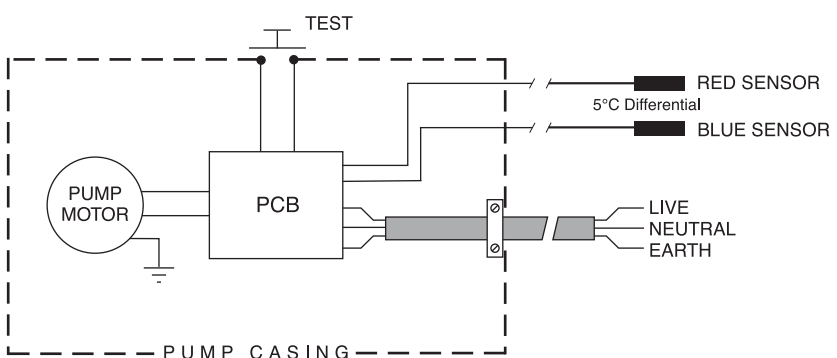 TEST
RED SENSOR
5°C Differential
BLUE SENSOR
PUMP
MOTOR
PCB
LIVE
NEUTRAL
EARTH
PUMP CASING